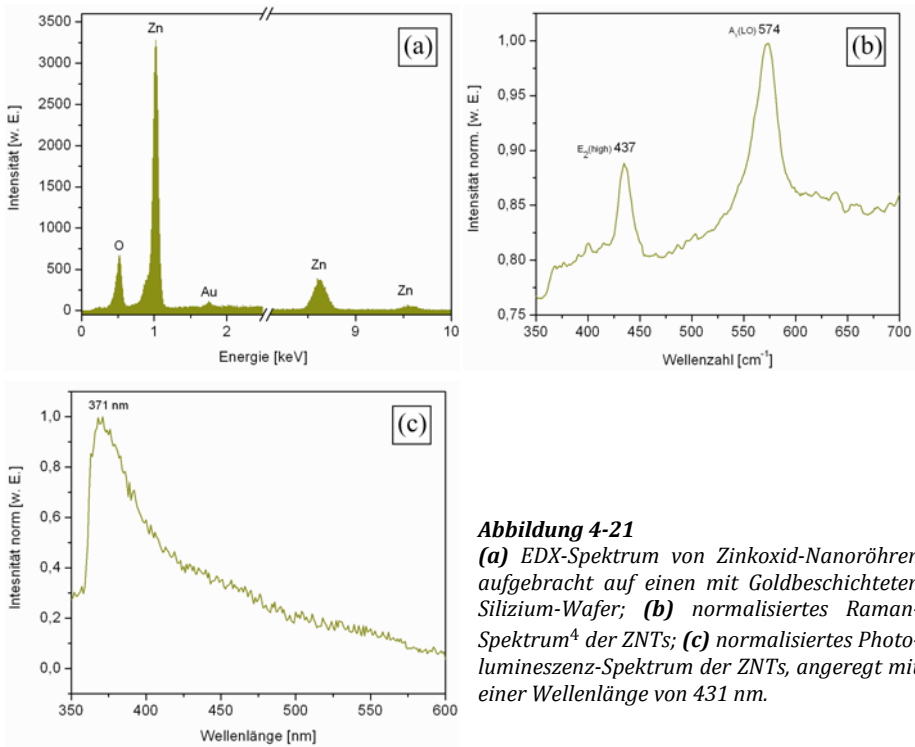 (a)
Zn
O
Au
Zn
Zn
Intensität [w. E.]
3500
3000
2500
2000
1500
1000
500
0
0 1 2 9 10
Energie [keV]
(b)
A₁(LO) 574
E₂(high) 437
Intensität norm. [w. E.]
1,00
0,95
0,90
0,85
0,80
0,75
350 400 450 500 550 600 650 700
Wellenzahl [cm⁻¹]
(c)
371 nm
Intesnität norm [w. E.]
1,0
0,8
0,6
0,4
0,2
0,0
350 400 450 500 550 600
Wellenlänge [nm]
Abbildung 4-21
(a) EDX-Spektrum von Zinkoxid-Nanoröhren
aufgebracht auf einen mit Goldbeschichteten
Silizium-Wafer; (b) normalisiertes Raman-
Spektrum⁴ der ZNTs; (c) normalisiertes Photo-
lumineszenz-Spektrum der ZNTs, angeregt mit
einer Wellenlänge von 431 nm.